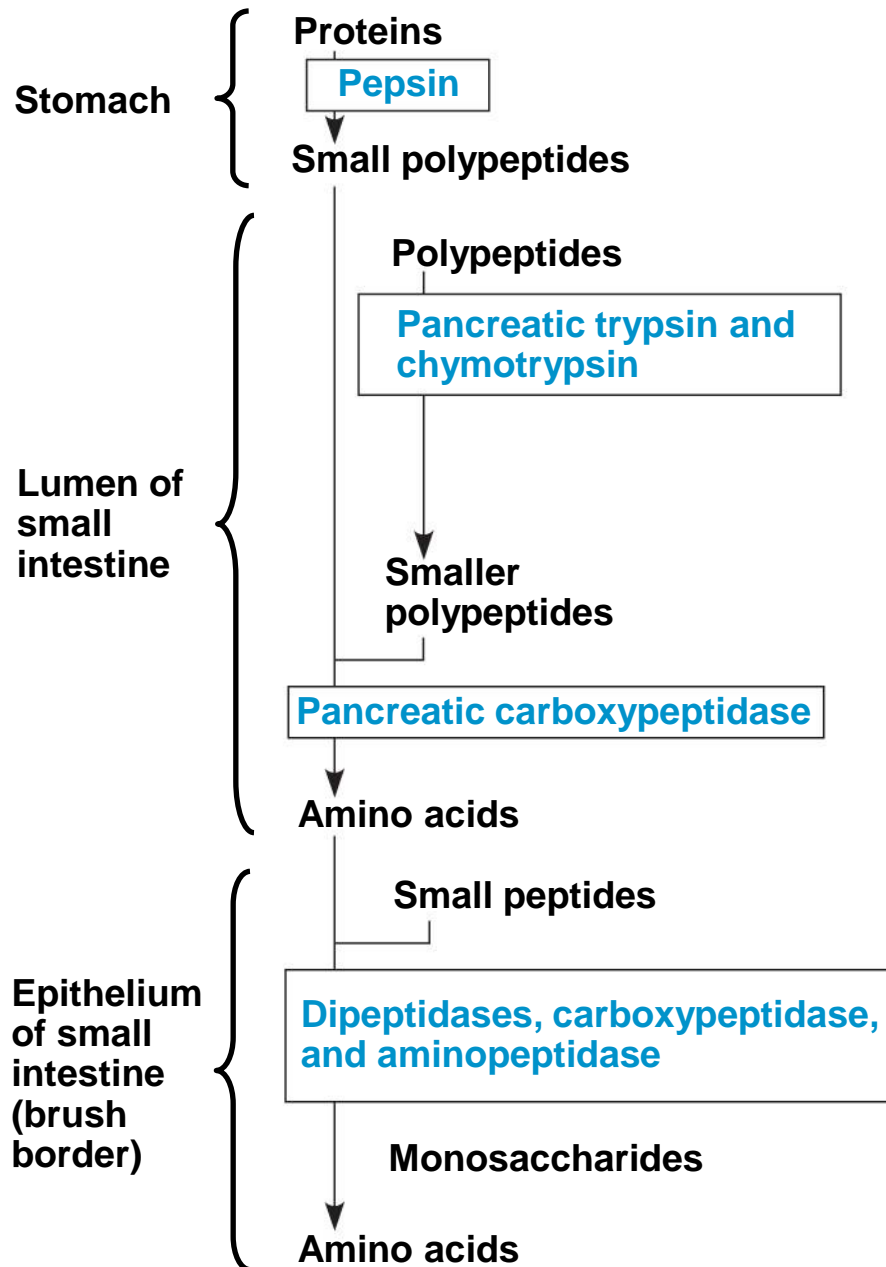 Proteins
Pepsin
Stomach
Small polypeptides
Polypeptides
Pancreatic trypsin and
chymotrypsin
Lumen of
small
intestine
Smaller
polypeptides
Pancreatic carboxypeptidase
Amino acids
Small peptides
Epithelium
of small
intestine
(brush
border)
Dipeptidases, carboxypeptidase,
and aminopeptidase
Monosaccharides
Amino acids